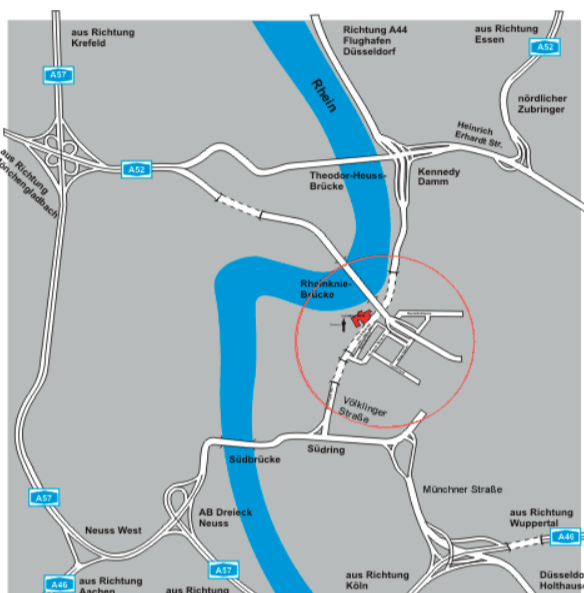 aus Richtung
Krefeld
A57
Richtung A44
Flughafen
Düsseldorf
aus Richtung
Essen
A52
Rhein
nördlicher
Zubringer
Heinrich
Erhardt Str.
aus Richtung
Mönchengladbach
A52
Theodor-Heuss-
Brücke
Kennedy
Damm
Rheinknie-
Brücke
Völklinger
Straße
Südring
Südbrücke
Münchner Straße
A57
AB Dreieck
Neuss
Neuss West
aus Richtung
Wuppertal
A46
A57
A46
aus Richtung
Aachen
aus Richtung
aus Richtung
Köln
Düsseldo
Holthaus